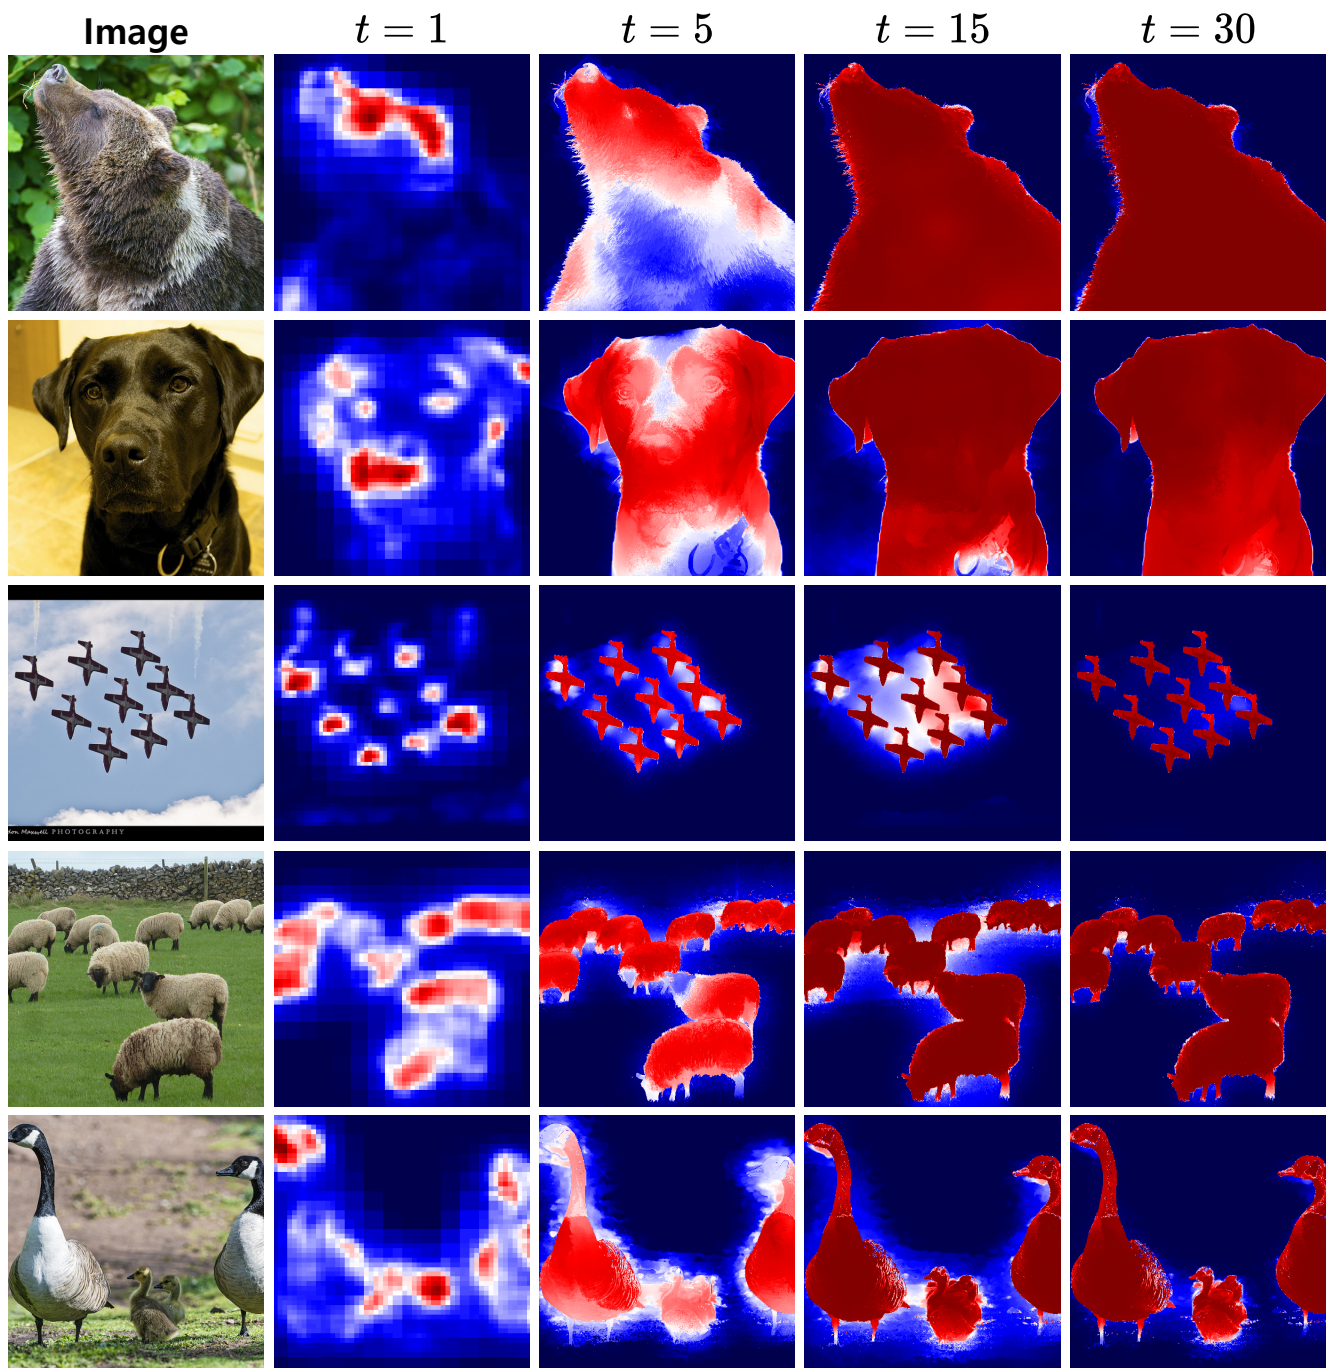 Image t = 1 t = 5 t = 15 t = 30
PHOTOGRAPHY